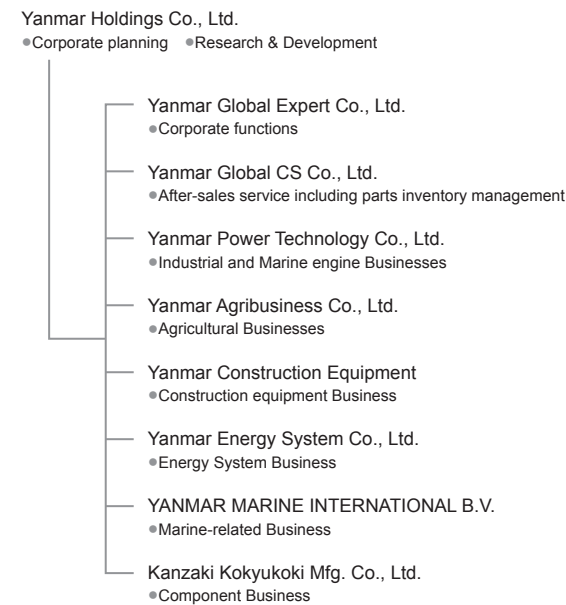 Yanmar Holdings Co., Ltd.
●Corporate planning ●Research & Development
Yanmar Global Expert Co., Ltd.
●Corporate functions
Yanmar Global CS Co., Ltd.
●After-sales service including parts inventory management
Yanmar Power Technology Co., Ltd.
●Industrial and Marine engine Businesses
Yanmar Agribusiness Co., Ltd.
●Agricultural Businesses
Yanmar Construction Equipment
●Construction equipment Business
Yanmar Energy System Co., Ltd.
●Energy System Business
YANMAR MARINE INTERNATIONAL B.V.
●Marine-related Business
Kanzaki Kokyukoki Mfg. Co., Ltd.
●Component Business